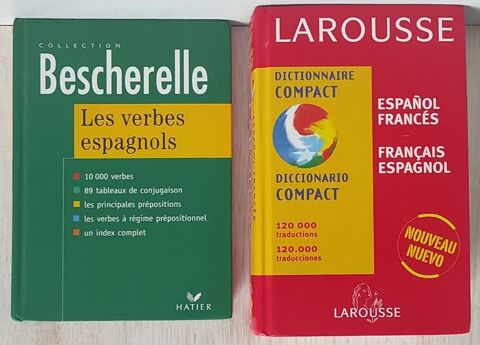 COLLECTION
Bescherelle
Les verbes
espagnols
10 000 verbes
89 tableaux de conjugaison
les principales prépositions
les verbes à régime prépositionnel
un index complet
HATIER
LAROUSSE
DICTIONNAIRE
COMPACT
ESPAÑOL
FRANCÉS
FRANÇAIS
ESPAGNOL
DICCIONARIO
COMPACT
120 000
traductions
120.000
traducciones
NOUVEAU
NUEVO
LAROUSSE